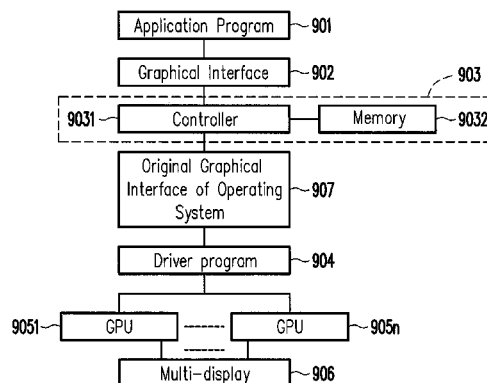 Application Program 901
Graphical Interface 902
903
9031 Controller Memory 9032
Original Graphical
Interface of Operating 907
System
Driver program 904
9051 GPU GPU 905n
Multi-display 906